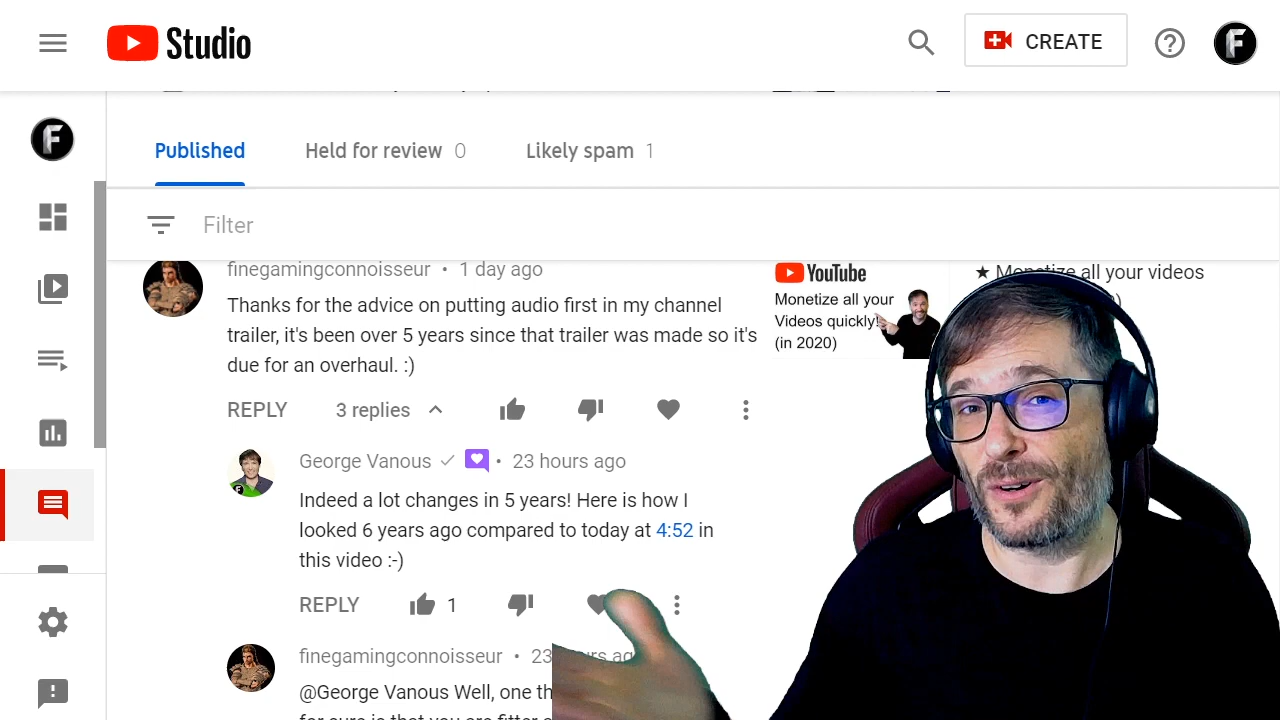 Studio
CREATE
Published
Held for review 0
Likely spam 1
Filter
finegamingconnoisseur • 1 day ago
Thanks for the advice on putting audio first in my channel
trailer, it's been over 5 years since that trailer was made so it's
due for an overhaul. :)
YouTube
Monetize all your
Videos quickly!
(in 2020)
★ Monetize all your videos
REPLY 3 replies
George Vanous • 23 hours ago
Indeed a lot changes in 5 years! Here is how I
looked 6 years ago compared to today at 4:52 in
this video :-)
REPLY 1
finegamingconnoisseur • 23
@George Vanous Well, one